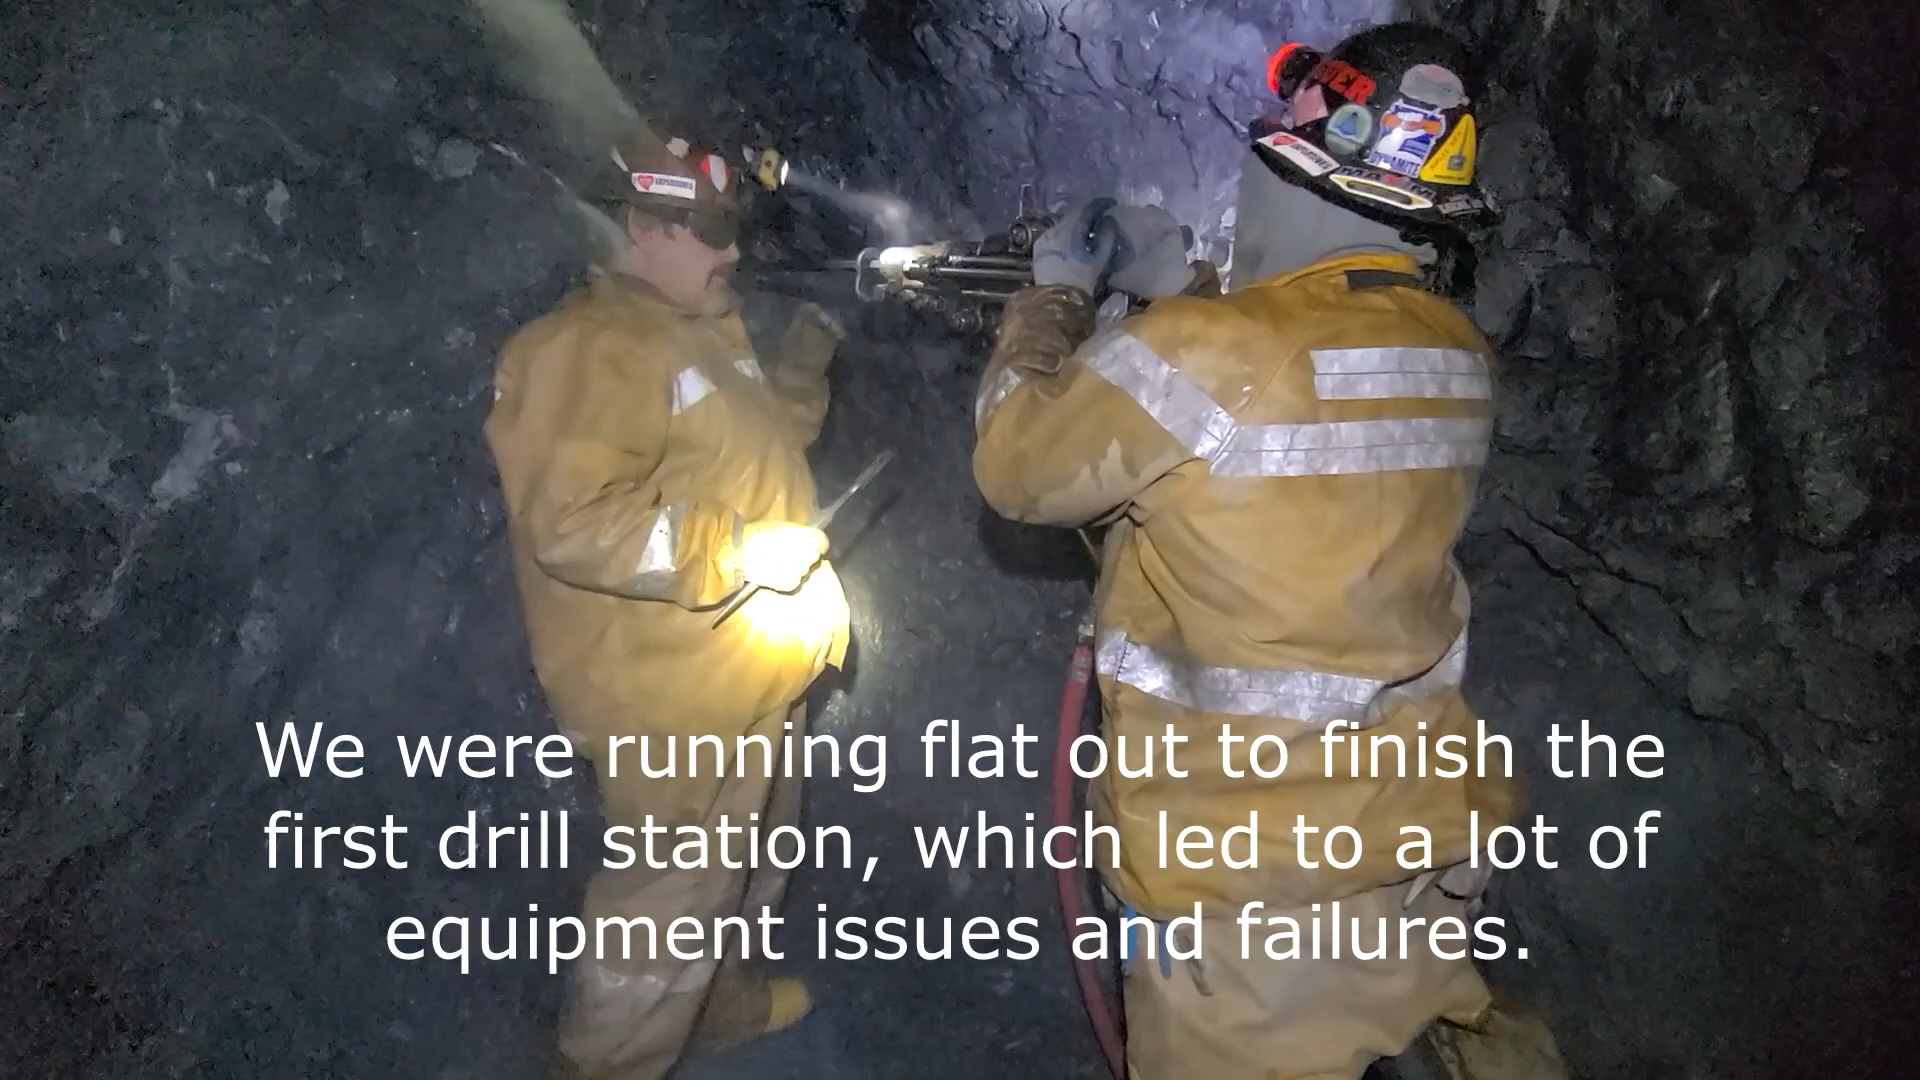 DYNAMITE
We were running flat out to finish the
first drill station, which led to a lot of
equipment issues and failures.